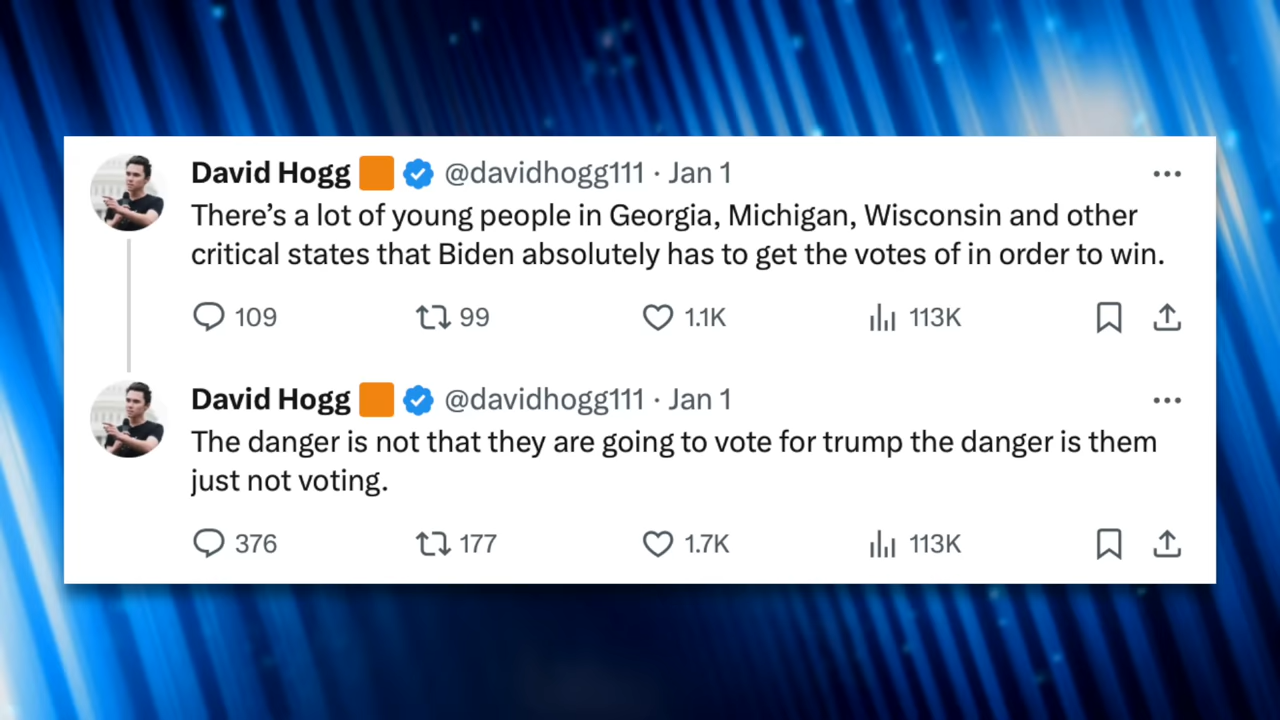 David Hogg 🟧 @davidhogg111 · Jan 1
There’s a lot of young people in Georgia, Michigan, Wisconsin and other
critical states that Biden absolutely has to get the votes of in order to win.
109 99 1.1K 113K
David Hogg 🟧 @davidhogg111 · Jan 1
The danger is not that they are going to vote for trump the danger is them
just not voting.
376 177 1.7K 113K